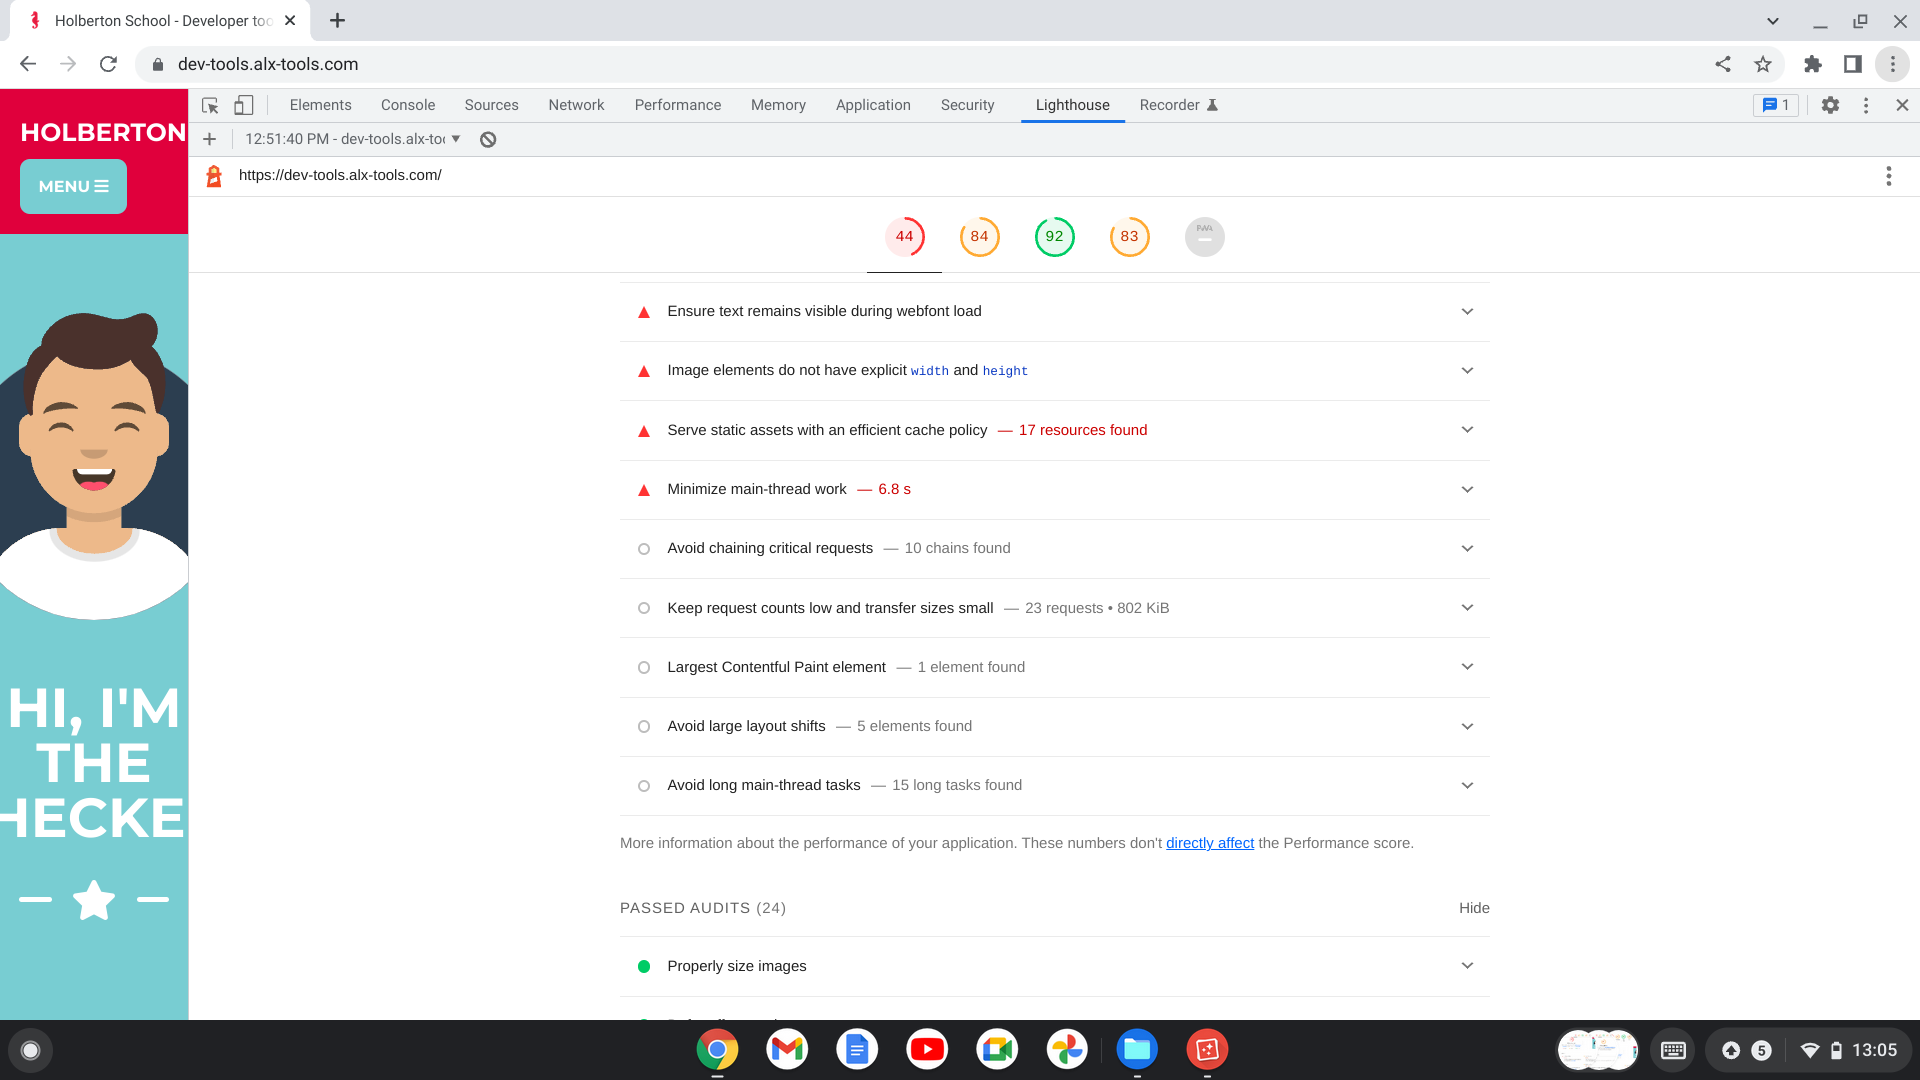 Holberton School - Developer too
dev-tools.alx-tools.com
Elements Console Sources Network Performance Memory Application Security Lighthouse Recorder 1
12:51:40 PM - dev-tools.alx-too
https://dev-tools.alx-tools.com/
HOLBERTON
MENU
HI, I'M
THE
HECKE
44 84 92 83 PWA
Ensure text remains visible during webfont load
Image elements do not have explicit width and height
Serve static assets with an efficient cache policy — 17 resources found
Minimize main-thread work — 6.8 s
Avoid chaining critical requests — 10 chains found
Keep request counts low and transfer sizes small — 23 requests • 802 KiB
Largest Contentful Paint element — 1 element found
Avoid large layout shifts — 5 elements found
Avoid long main-thread tasks — 15 long tasks found
More information about the performance of your application. These numbers don't directly affect the Performance score.
PASSED AUDITS (24) Hide
Properly size images
5 13:05